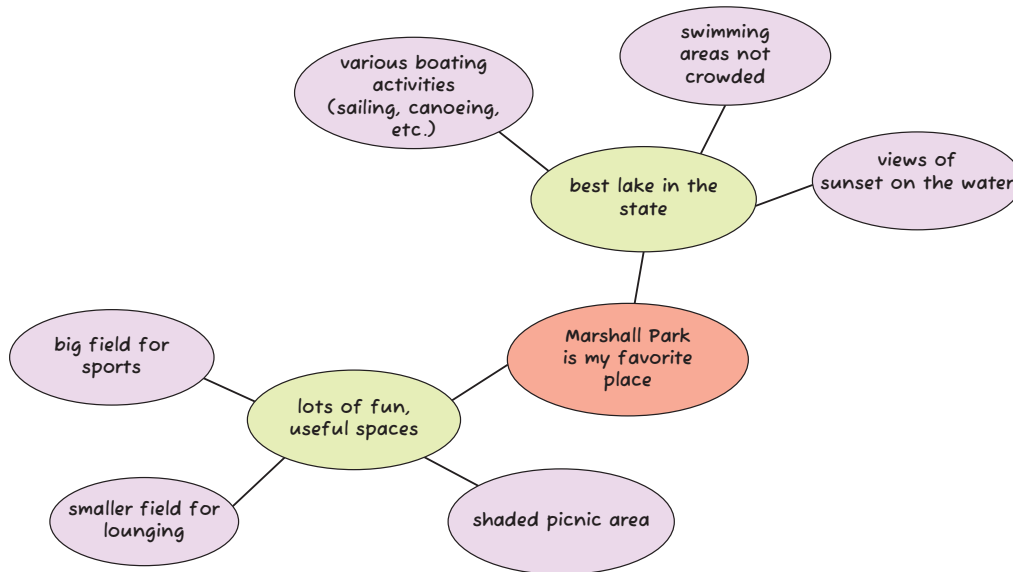 swimming
areas not
crowded
various boating
activities
(sailing, canoeing,
etc.)
views of
sunset on the water
best lake in the
state
Marshall Park
is my favorite
place
big field for
sports
lots of fun,
useful spaces
smaller field for
lounging
shaded picnic area